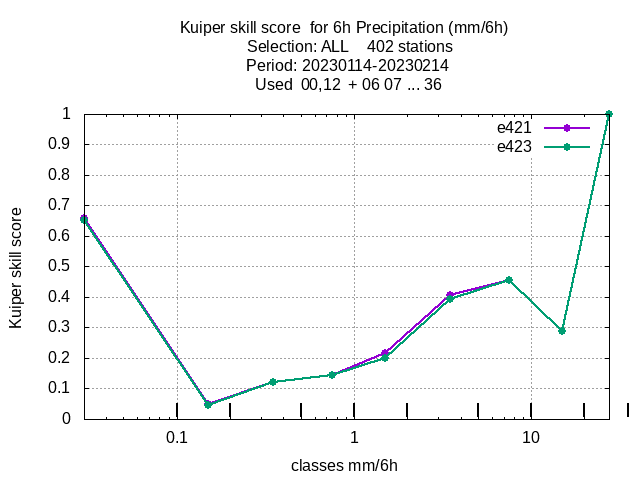 Kuiper skill score  for 6h Precipitation (mm/6h)
Selection: ALL    402 stations
Period: 20230114-20230214
Used  00,12  + 06 07 ... 36
e421
e423
1
0.9
0.8
0.7
0.6
0.5
0.4
0.3
0.2
0.1
0
Kuiper skill score
0.1 1 10
classes mm/6h